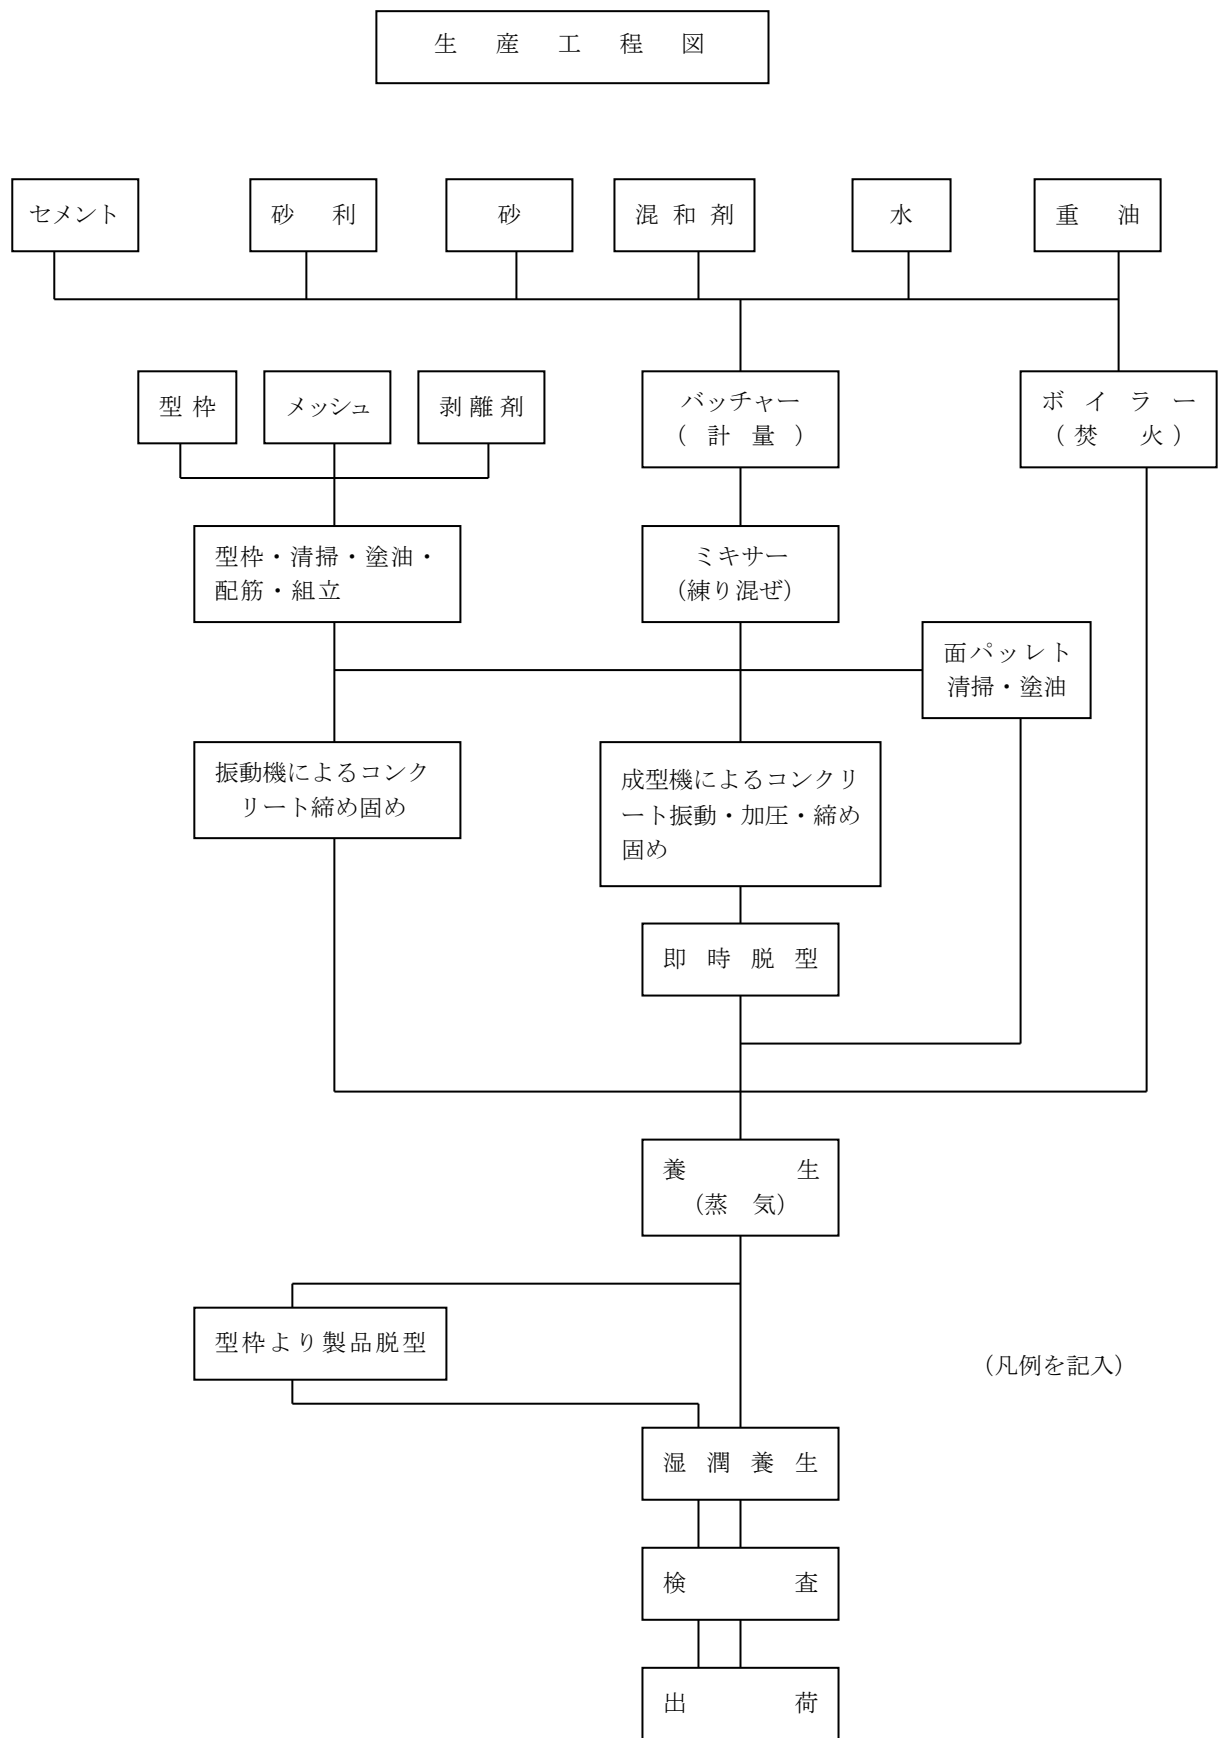 生産工程図
セメント
砂利
砂
混和剤
水
重油
型枠
メッシュ
剥離剤
バッチャー
（計量）
ボイラー
（焚火）
型枠・清掃・塗油・
配筋・組立
ミキサー
（練り混ぜ）
面パッレト
清掃・塗油
振動機によるコンク
リート締め固め
成型機によるコンクリ
ート振動・加圧・締め
固め
即時脱型
養生
（蒸気）
型枠より製品脱型
（凡例を記入）
湿潤養生
検査
出荷